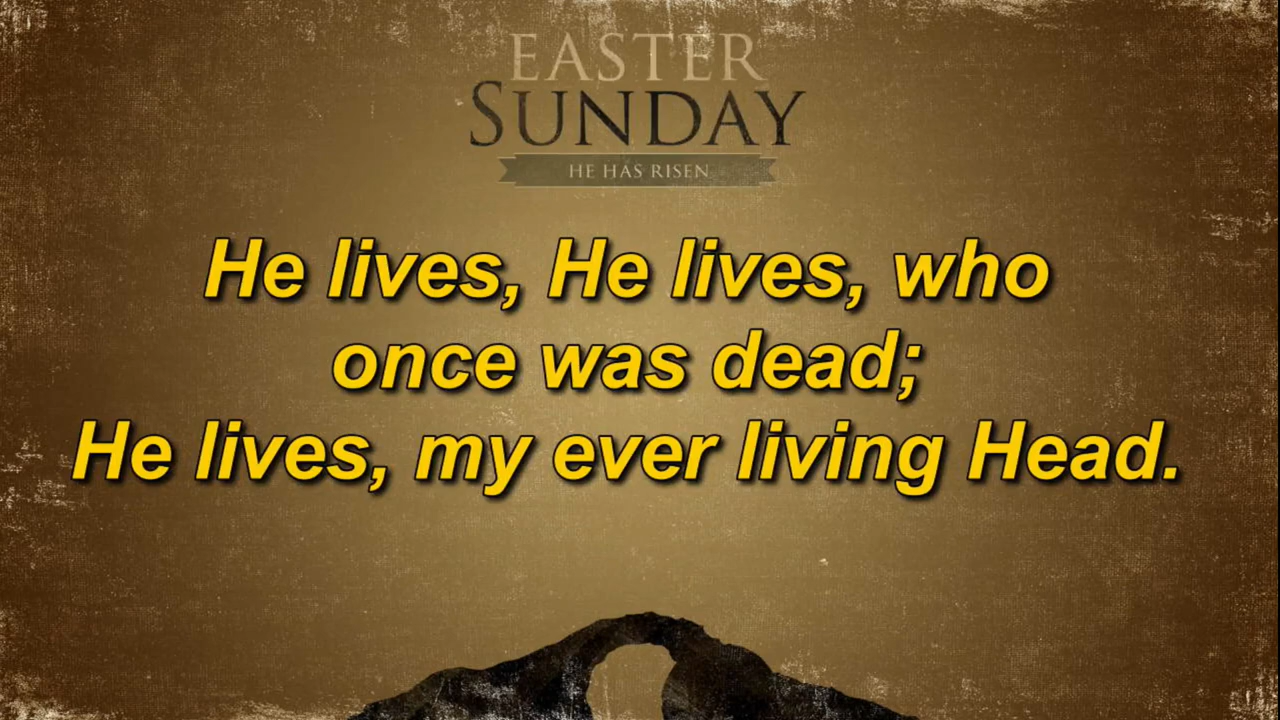 EASTER
SUNDAY
HE HAS RISEN
He lives, He lives, who
once was dead;
He lives, my ever living Head.